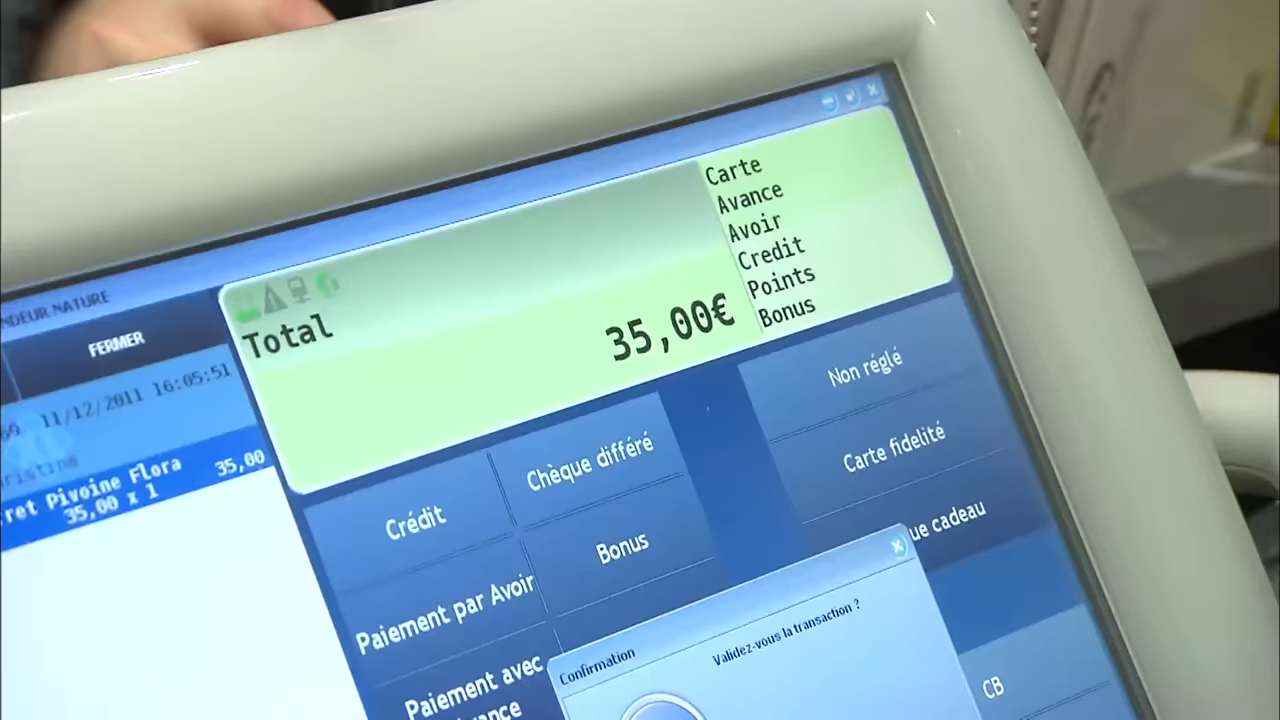 NDEUR NATURE
FERMER
11/12/2011 16:05:51
ristine
ret Pivoine Flora 35,00
35,00 x 1
Total 35,00€
Carte
Avance
Avoir
Credit
Points
Bonus
Non réglé
Carte fidelité
ue cadeau
Crédit
Chèque différé
Paiement par Avoir
Bonus
Paiement avec
vance
CB
Confirmation
Validez-vous la transaction ?